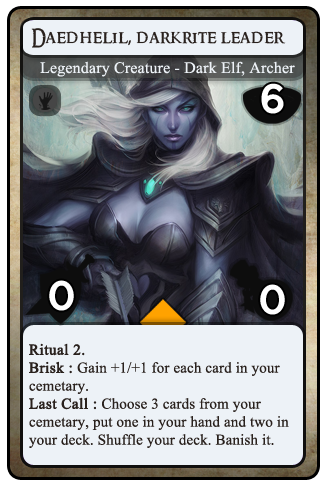 DAEDHELIL, DARKRITE LEADER
Legendary Creature - Dark Elf, Archer
6
0
0
Ritual 2.
Brisk : Gain +1/+1 for each card in your
cemetary.
Last Call : Choose 3 cards from your
cemetary, put one in your hand and two in
your deck. Shuffle your deck. Banish it.